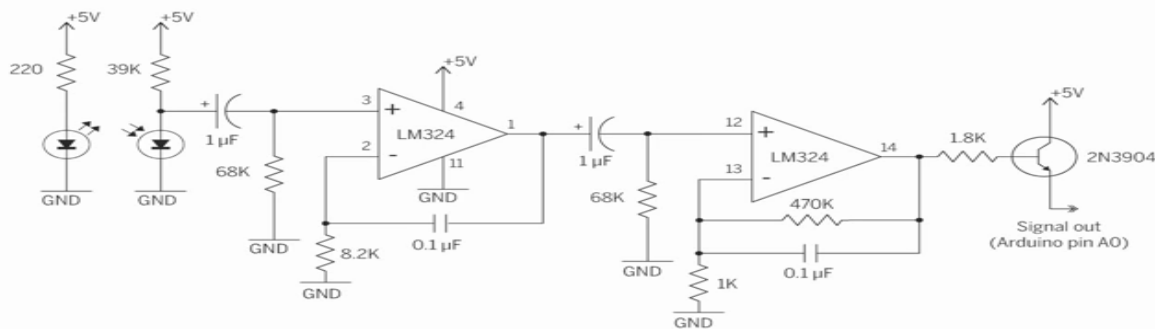 +5V
+5V
220
39K
+
1 µF
68K
GND
GND
GND
+5V
3
+
4
LM324
1
2
-
11
GND
0.1 µF
8.2K
GND
+
1 µF
68K
GND
12
+
LM324
14
13
-
470K
0.1 µF
1K
GND
1.8K
+5V
2N3904
Signal out
(Arduino pin A0)